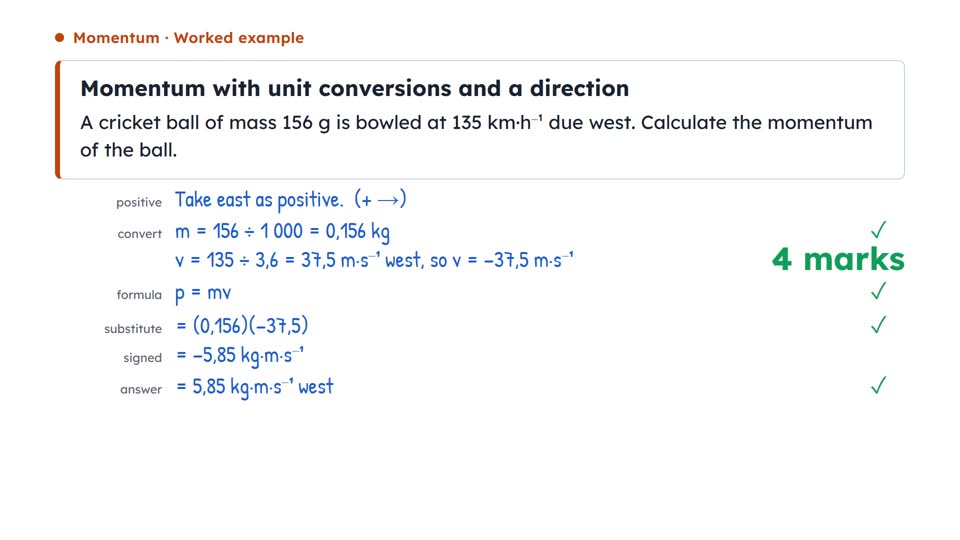 Momentum · Worked example
Momentum with unit conversions and a direction
A cricket ball of mass 156 g is bowled at 135 km·h⁻¹ due west. Calculate the momentum
of the ball.
positive Take east as positive. (+ →)
convert m = 156 ÷ 1 000 = 0,156 kg ✓
v = 135 ÷ 3,6 = 37,5 m·s⁻¹ west, so v = −37,5 m·s⁻¹ 4 marks
formula p = mv ✓
substitute = (0,156)(−37,5) ✓
signed = −5,85 kg·m·s⁻¹
answer = 5,85 kg·m·s⁻¹ west ✓